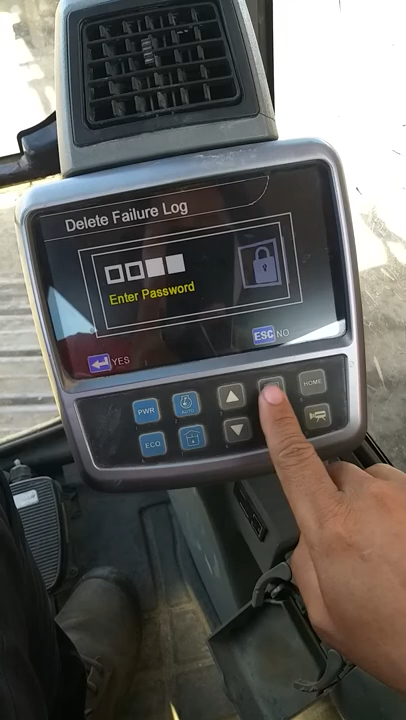 Delete Failure Log
Enter Password
YES
ESC NO
PWR
AUTO
HOME
ECO